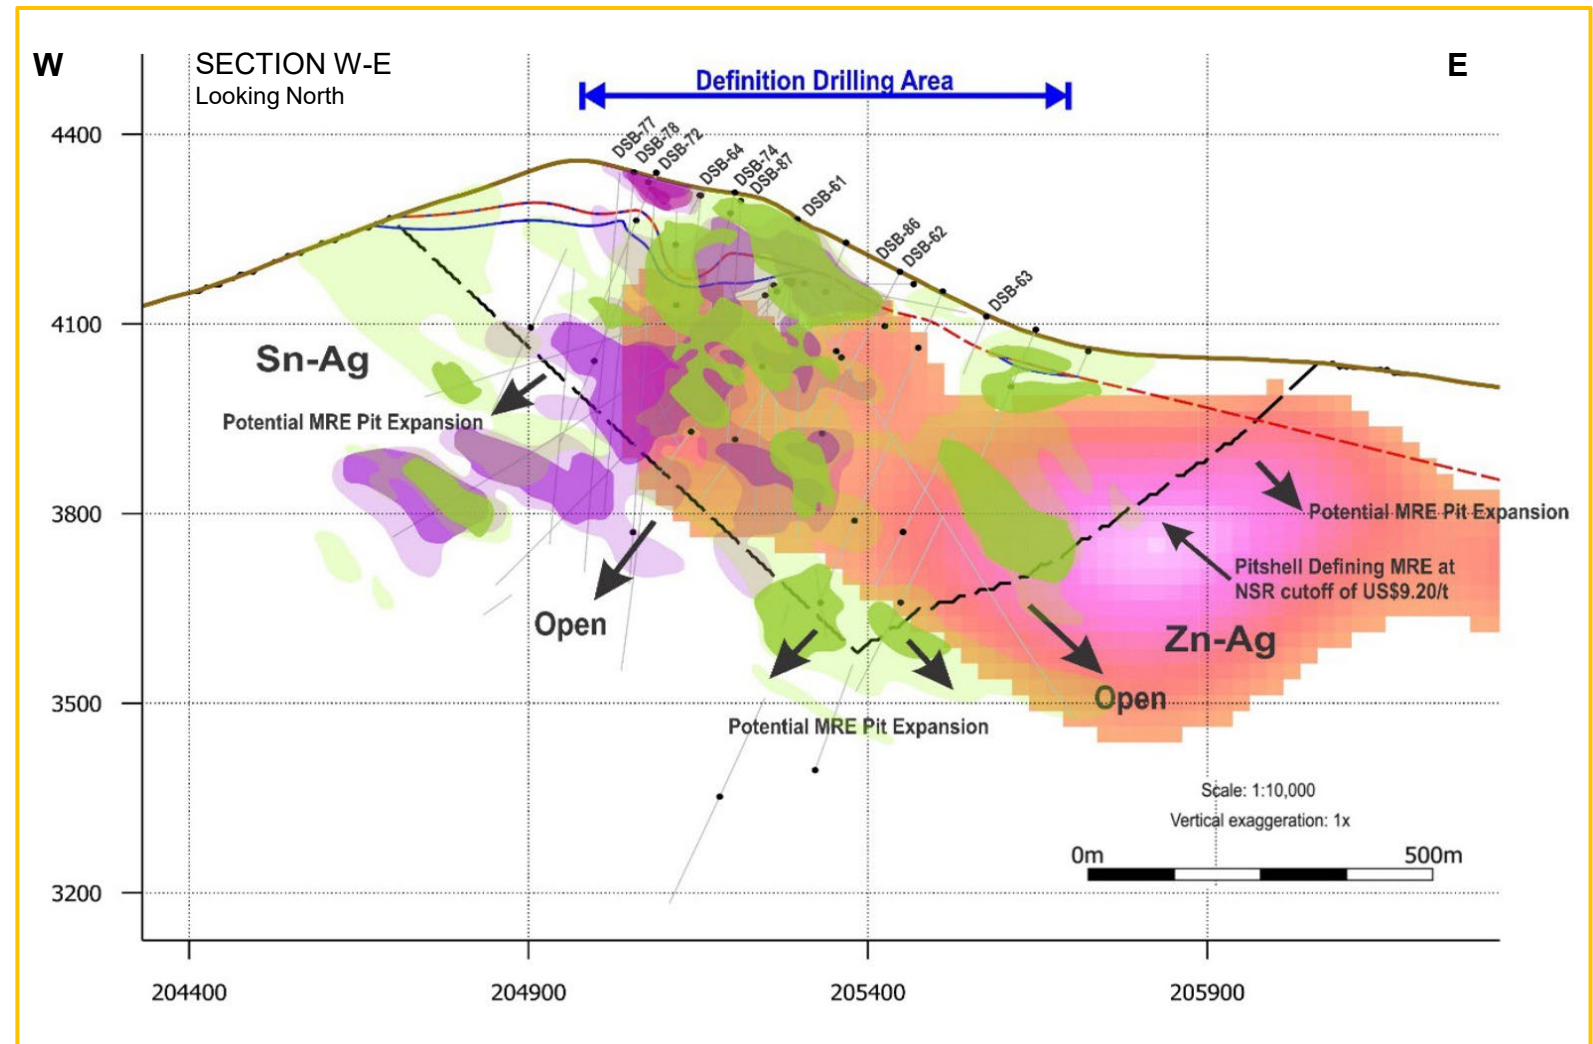 W
SECTION W-E
Looking North
E
Definition Drilling Area
DSB-77
DSB-78
DSB-72
DSB-64
DSB-74
DSB-87
DSB-61
DSB-86
DSB-62
DSB-63
4400
4100
3800
3500
3200
Sn-Ag
Potential MRE Pit Expansion
Open
Potential MRE Pit Expansion
Potential MRE Pit Expansion
Pitshell Defining MRE at
NSR cutoff of US$9.20/t
Zn-Ag
Open
Scale: 1:10,000
Vertical exaggeration: 1x
0m 500m
204400 204900 205400 205900